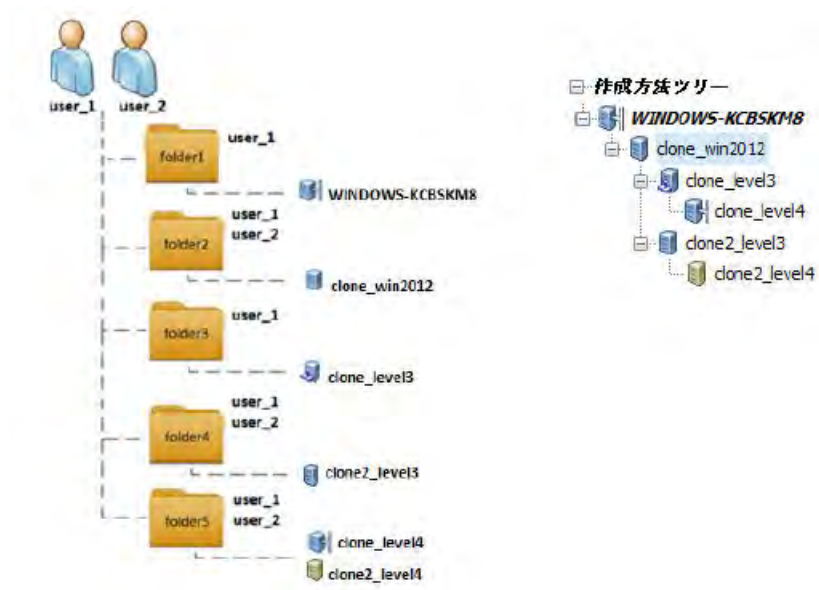 user_1 user_2
folder1
user_1
WINDOWS-KCBSKM8
folder2
user_1
user_2
clone_win2012
folder3
user_1
clone_level3
folder4
user_1
user_2
clone2_level3
folder5
user_1
user_2
clone_level4
clone2_level4
作成方法ツリー
WINDOWS-KCBSKM8
clone_win2012
clone_level3
clone_level4
clone2_level3
clone2_level4